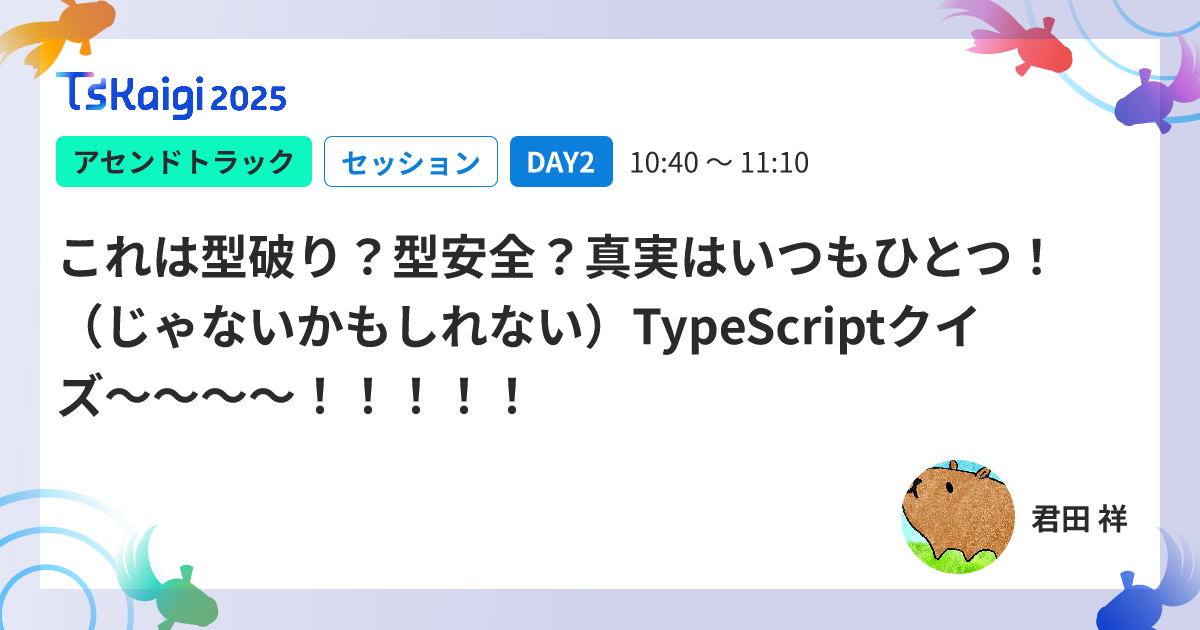 TSKaigi 2025
アセンドトラック セッション DAY2 10:40 〜 11:10
これは型破り？型安全？真実はいつもひとつ！
（じゃないかもしれない）TypeScriptクイ
ズ〜〜〜〜！！！！！
君田 祥